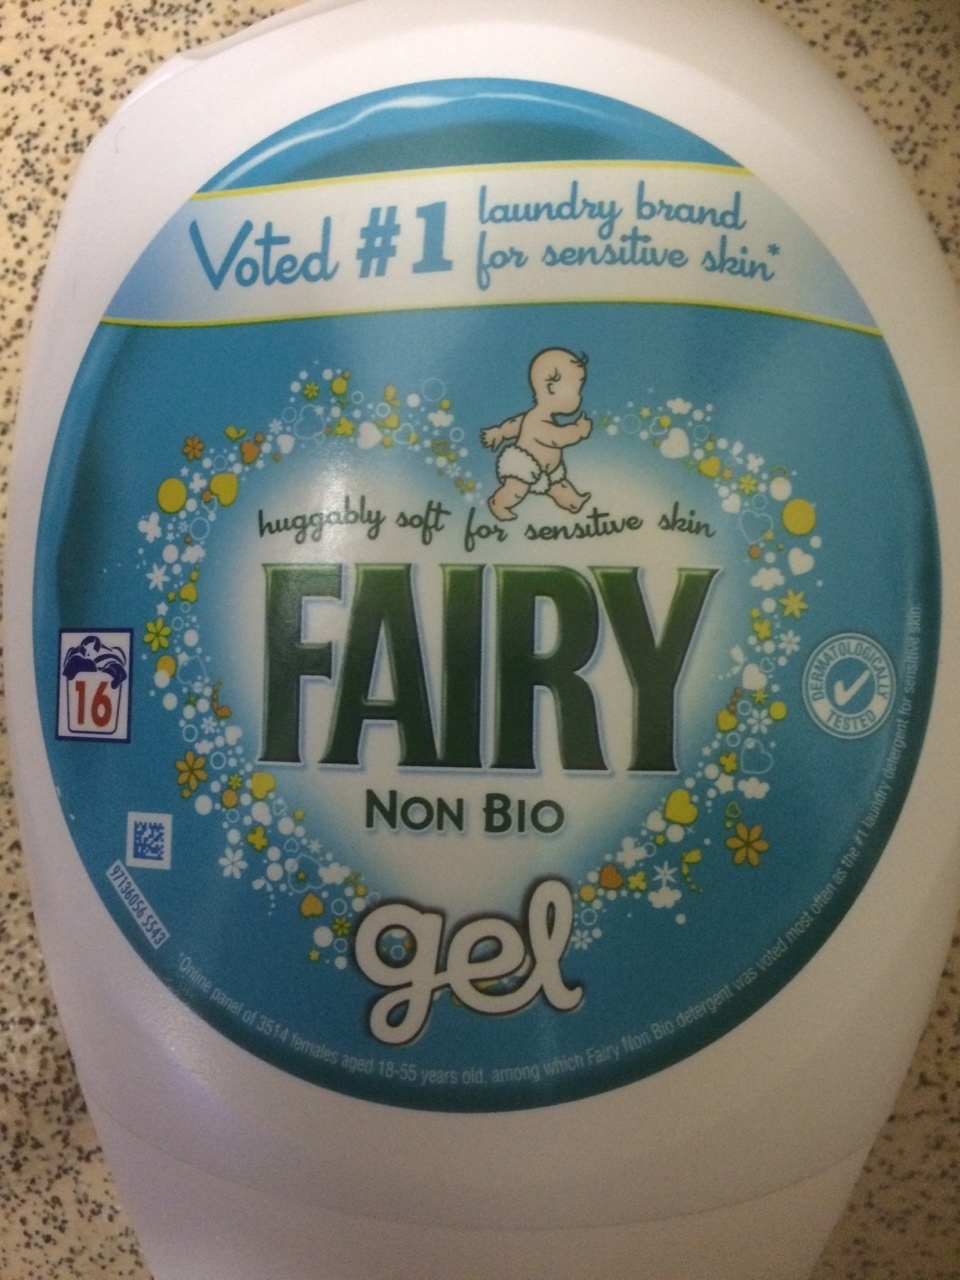 Voted #1 laundry brand
for sensitive skin*
huggably soft for sensitive skin
FAIRY
NON BIO
gel
16
DERMATOLOGICALLY
TESTED
97136056 5543
*Online panel of 3514 females aged 18-55 years old, among which Fairy Non Bio detergent was voted most often as the #1 laundry detergent for sensitive skin